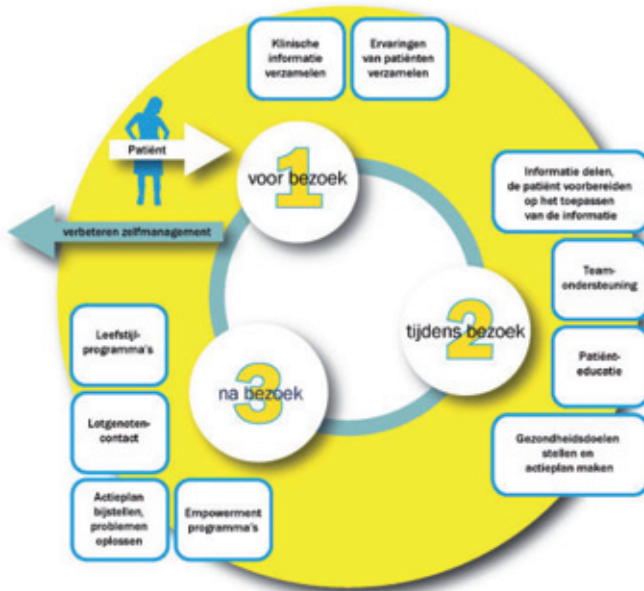 Klinische
informatie
verzamelen
Ervaringen
van patiënten
verzamelen
Patiënt
1
voor bezoek
verbeteren zelfmanagement
Informatie delen,
de patiënt voorbereiden
op het toepassen
van de informatie
Team-
ondersteuning
2
tijdens bezoek
Patiënt-
educatie
Gezondheidsdoelen
stellen en
actieplan maken
3
na bezoek
Leefstijl-
programma's
Lotgenoten-
contact
Actieplan
bijstellen,
problemen
oplossen
Empowerment
programma's